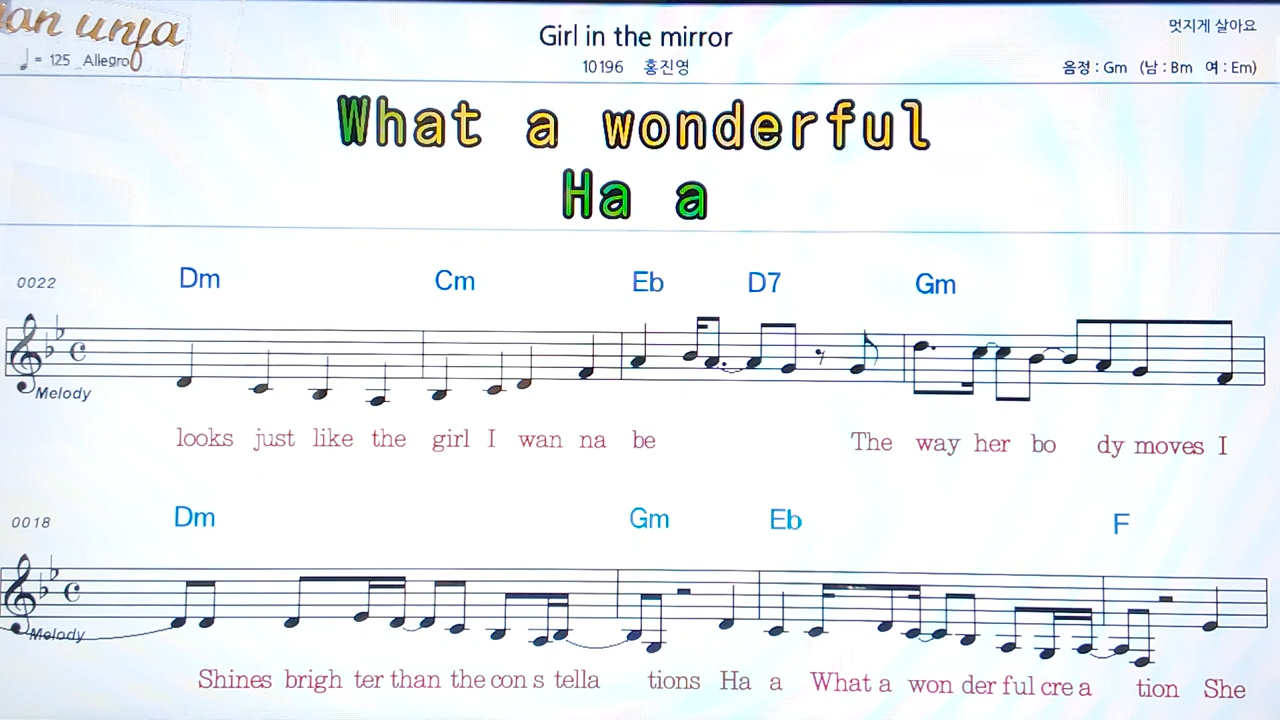 Girl in the mirror
멋지게 살아요
= 125 Allegro
10196 홍진영
음정 : Gm (남 : Bm 여 : Em)
What a wonderful
Ha a
0022 Dm Cm Eb D7 Gm
Melody
looks just like the girl I wan na be The way her bo dy moves I
0018 Dm Gm Eb F
Melody
Shines brigh ter than the con s tella tions Ha a What a won der ful cre a tion She